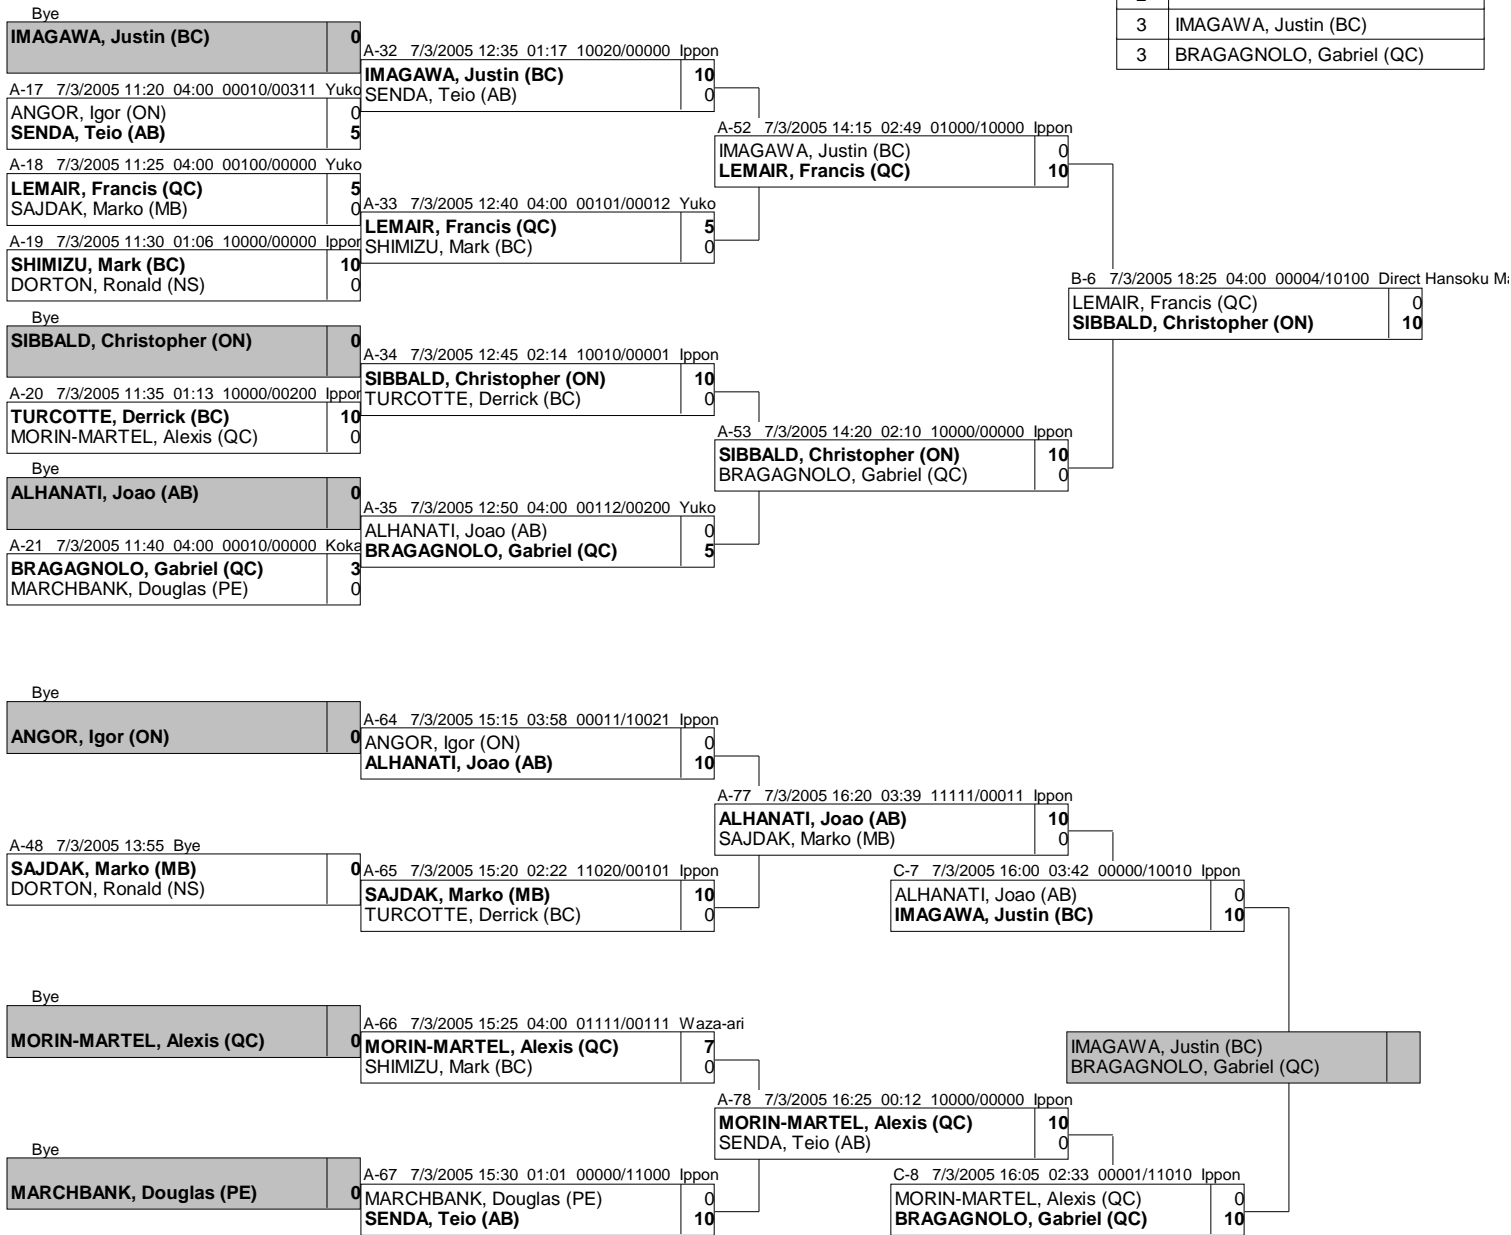 2
3 IMAGAWA, Justin (BC)
3 BRAGAGNOLO, Gabriel (QC)
Bye
IMAGAWA, Justin (BC) 0
A-32 7/3/2005 12:35 01:17 10020/00000 Ippon
IMAGAWA, Justin (BC) 10
SENDA, Teio (AB) 0
A-17 7/3/2005 11:20 04:00 00010/00311 Yuko
ANGOR, Igor (ON) 0
SENDA, Teio (AB) 5
A-52 7/3/2005 14:15 02:49 01000/10000 Ippon
IMAGAWA, Justin (BC) 0
LEMAIR, Francis (QC) 10
A-18 7/3/2005 11:25 04:00 00100/00000 Yuko
LEMAIR, Francis (QC) 5
SAJDAK, Marko (MB) 0
A-33 7/3/2005 12:40 04:00 00101/00012 Yuko
LEMAIR, Francis (QC) 5
SHIMIZU, Mark (BC) 0
A-19 7/3/2005 11:30 01:06 10000/00000 Ippon
SHIMIZU, Mark (BC) 10
DORTON, Ronald (NS) 0
B-6 7/3/2005 18:25 04:00 00004/10100 Direct Hansoku Ma
LEMAIR, Francis (QC) 0
SIBBALD, Christopher (ON) 10
Bye
SIBBALD, Christopher (ON) 0
A-34 7/3/2005 12:45 02:14 10010/00001 Ippon
SIBBALD, Christopher (ON) 10
TURCOTTE, Derrick (BC) 0
A-20 7/3/2005 11:35 01:13 10000/00200 Ippon
TURCOTTE, Derrick (BC) 10
MORIN-MARTEL, Alexis (QC) 0
A-53 7/3/2005 14:20 02:10 10000/00000 Ippon
SIBBALD, Christopher (ON) 10
BRAGAGNOLO, Gabriel (QC) 0
Bye
ALHANATI, Joao (AB) 0
A-35 7/3/2005 12:50 04:00 00112/00200 Yuko
ALHANATI, Joao (AB) 0
BRAGAGNOLO, Gabriel (QC) 5
A-21 7/3/2005 11:40 04:00 00010/00000 Koka
BRAGAGNOLO, Gabriel (QC) 3
MARCHBANK, Douglas (PE) 0
Bye
ANGOR, Igor (ON) 0
A-64 7/3/2005 15:15 03:58 00011/10021 Ippon
ANGOR, Igor (ON) 0
ALHANATI, Joao (AB) 10
A-77 7/3/2005 16:20 03:39 11111/00011 Ippon
ALHANATI, Joao (AB) 10
SAJDAK, Marko (MB) 0
A-48 7/3/2005 13:55 Bye
SAJDAK, Marko (MB) 0
DORTON, Ronald (NS)
A-65 7/3/2005 15:20 02:22 11020/00101 Ippon
SAJDAK, Marko (MB) 10
TURCOTTE, Derrick (BC) 0
C-7 7/3/2005 16:00 03:42 00000/10010 Ippon
ALHANATI, Joao (AB) 0
IMAGAWA, Justin (BC) 10
Bye
MORIN-MARTEL, Alexis (QC) 0
A-66 7/3/2005 15:25 04:00 01111/00111 Waza-ari
MORIN-MARTEL, Alexis (QC) 7
SHIMIZU, Mark (BC) 0
IMAGAWA, Justin (BC)
BRAGAGNOLO, Gabriel (QC)
A-78 7/3/2005 16:25 00:12 10000/00000 Ippon
MORIN-MARTEL, Alexis (QC) 10
SENDA, Teio (AB) 0
Bye
MARCHBANK, Douglas (PE) 0
A-67 7/3/2005 15:30 01:01 00000/11000 Ippon
MARCHBANK, Douglas (PE) 0
SENDA, Teio (AB) 10
C-8 7/3/2005 16:05 02:33 00001/11010 Ippon
MORIN-MARTEL, Alexis (QC) 0
BRAGAGNOLO, Gabriel (QC) 10